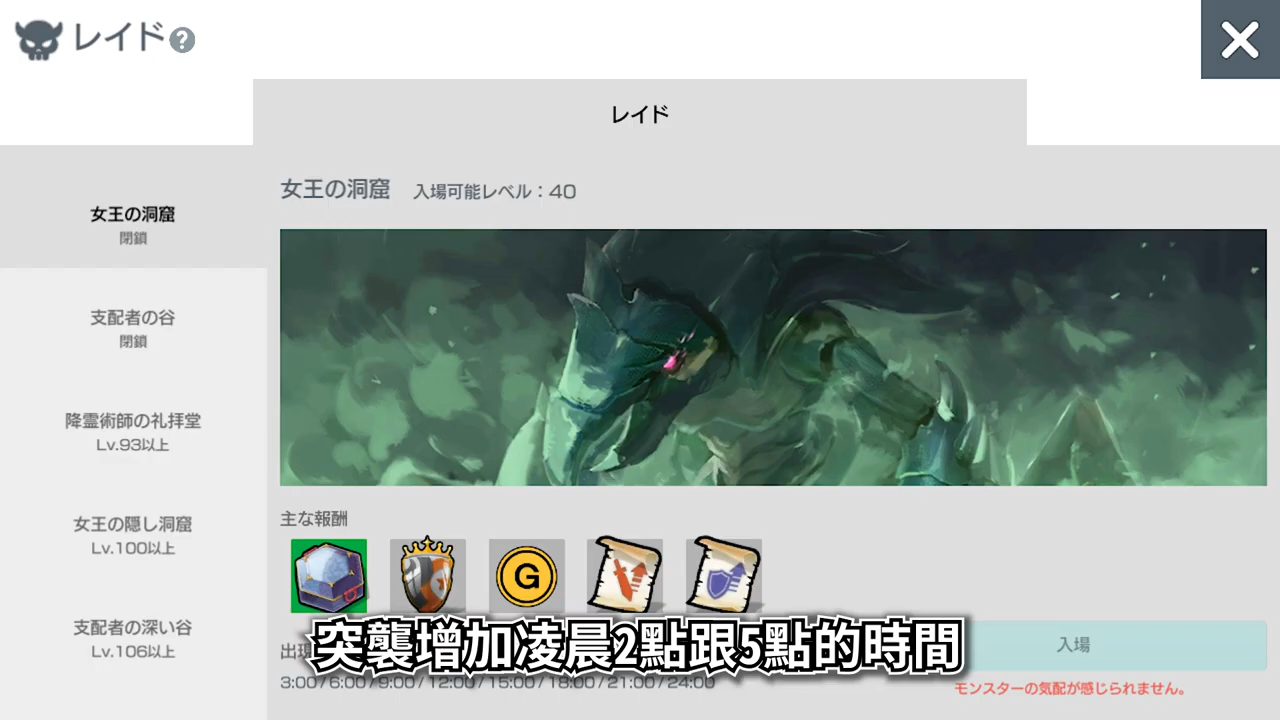 レイド ?
レイド
女王の洞窟
閉鎖
支配者の谷
閉鎖
降霊術師の礼拝堂
Lv.93以上
女王の隠し洞窟
Lv.100以上
支配者の深い谷
Lv.106以上
女王の洞窟 入場可能レベル：40
主な報酬
G
出現
突襲增加凌晨2點跟5點的時間
3:00/6:00/9:00/12:00/15:00/18:00/21:00/24:00
入場
モンスターの気配が感じられません。